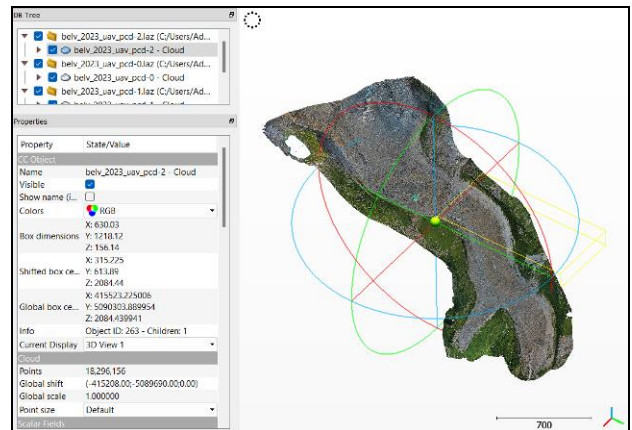 DB Tree
belv_2023_uav_pcd-2.laz (C:/Users/Ad...
belv_2023_uav_pcd-2 - Cloud
belv_2023_uav_pcd-0.laz (C:/Users/Ad...
belv_2023_uav_pcd-0 - Cloud
belv_2023_uav_pcd-1.laz (C:/Users/Ad...
Properties
Property State/Value
CC Object
Name belv_2023_uav_pcd-2 - Cloud
Visible
Show name (i...
Colors RGB
X: 630.03
Box dimensions Y: 1218.12
Z: 156.14
X: 315.225
Shifted box ce... Y: 613.89
Z: 2084.44
X: 415523.225006
Global box ce... Y: 5090303.889954
Z: 2084.439941
Info Object ID: 263 - Children: 1
Current Display 3D View 1
Cloud
Points 18,296,156
Global shift (-415208.00;-5089690.00;0.00)
Global scale 1.000000
Point size Default
Scalar Fields
700